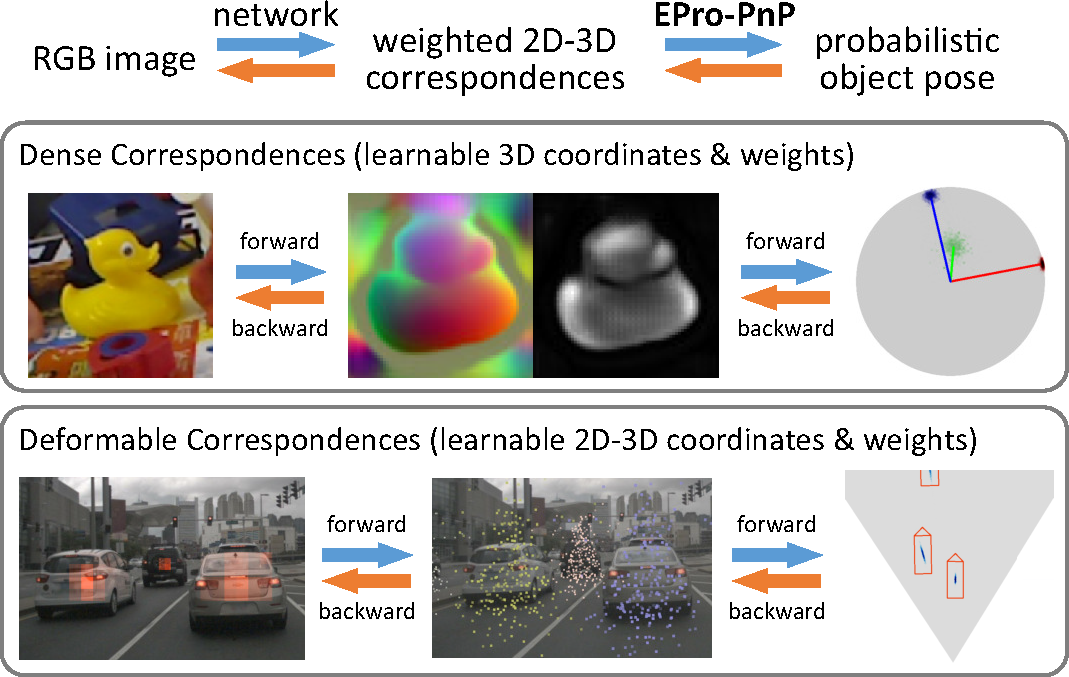 network
EPro-PnP
RGB image
weighted 2D-3D
correspondences
probabilistic
object pose
Dense Correspondences (learnable 3D coordinates & weights)
forward
backward
forward
backward
Deformable Correspondences (learnable 2D-3D coordinates & weights)
forward
backward
forward
backward